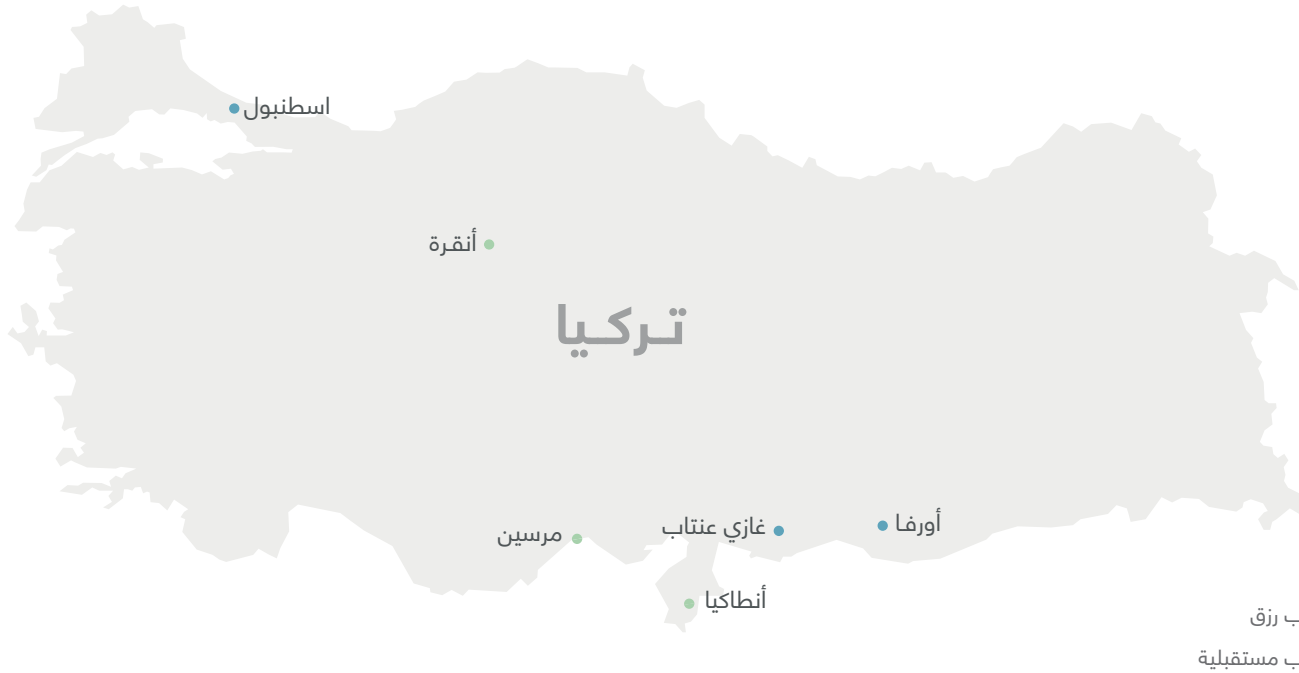 اسطنبول
أنقرة
تركيا
أورفا
غازي عنتاب
مرسين
أنطاكيا
رزق
مستقبلية